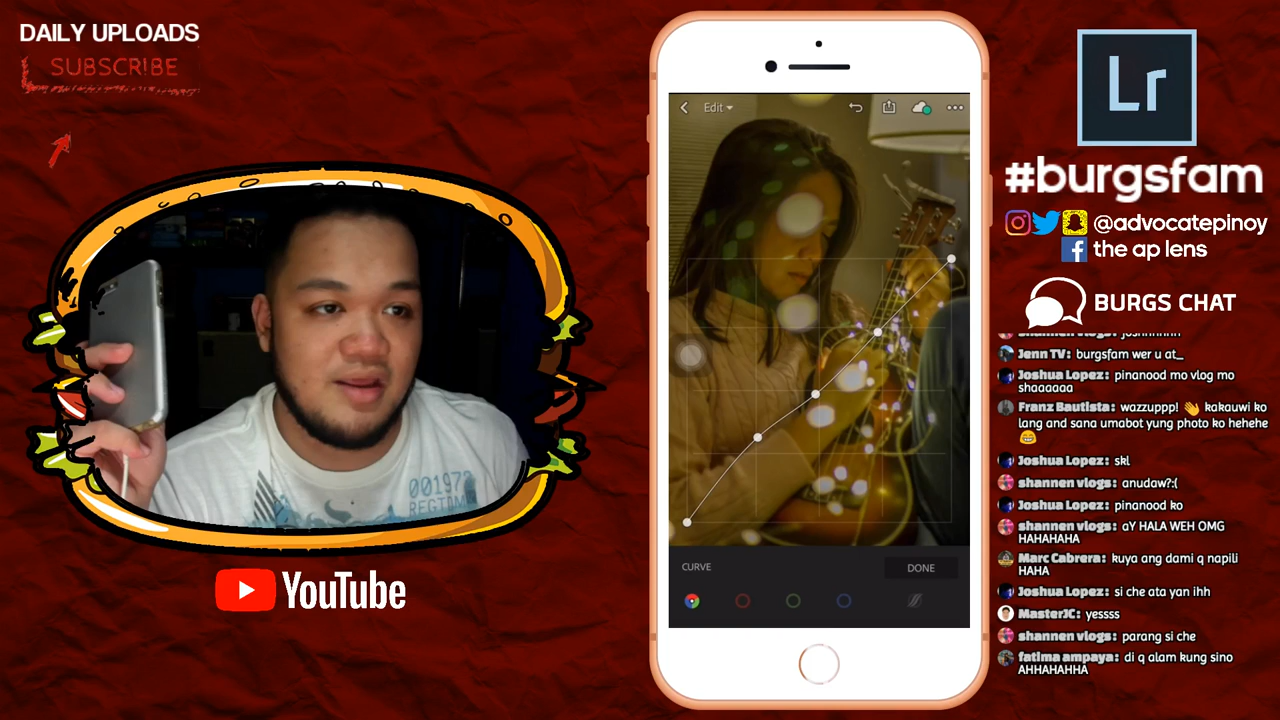 DAILY UPLOADS
SUBSCRIBE
001972
YouTube
Edit
CURVE
DONE
Lr
#burgsfam
@advocatepinoy
the ap lens
BURGS CHAT
shannen vlogs:
Jenn TV: burgsfam wer u at_
Joshua Lopez: pinanood mo vlog mo
shaaaaaa
Franz Bautista: wazzuppp! 👋 kakauwi ko
lang and sana umabot yung photo ko hehehe
😁
Joshua Lopez: skl
shannen vlogs: anudaw?:(
Joshua Lopez: pinanood ko
shannen vlogs: aY HALA WEH OMG
HAHAHAHA
Marc Cabrera: kuya ang dami q napili
HAHA
Joshua Lopez: si che ata yan ihh
MasterJC: yessss
shannen vlogs: parang si che
fatima ampaya: di q alam kung sino
AHHAHAHHA